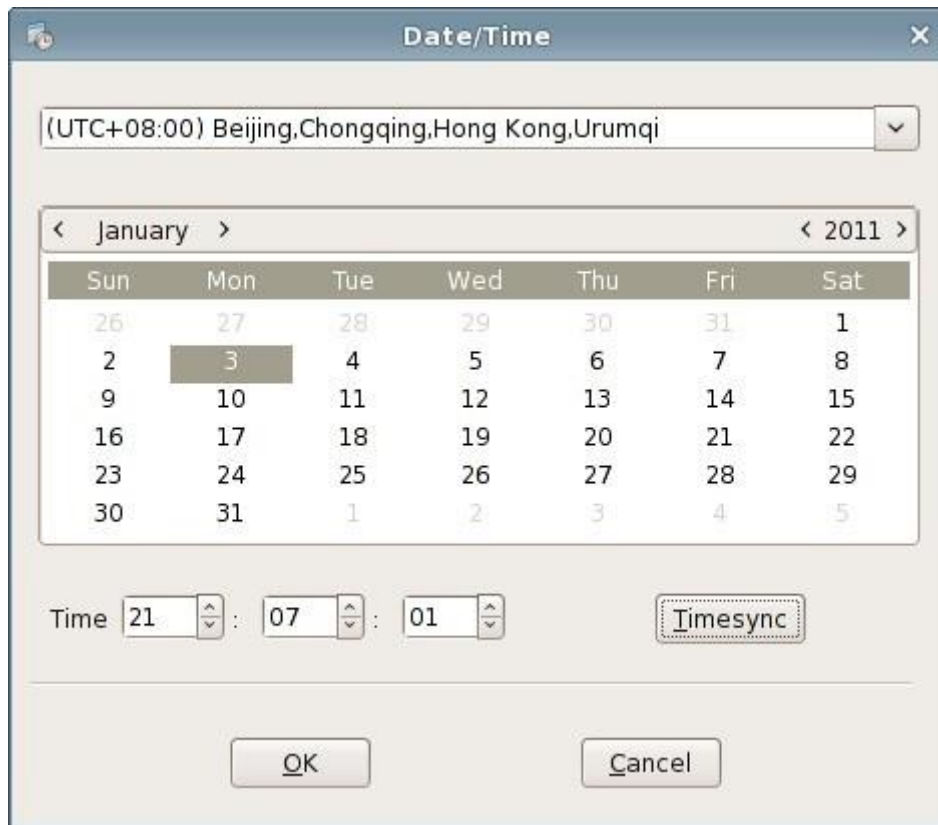 Date/Time
(UTC+08:00) Beijing,Chongqing,Hong Kong,Urumqi
January 2011
Sun Mon Tue Wed Thu Fri Sat
26 27 28 29 30 31 1
2 3 4 5 6 7 8
9 10 11 12 13 14 15
16 17 18 19 20 21 22
23 24 25 26 27 28 29
30 31 1 2 3 4 5
Time 21 : 07 : 01 Timesync
OK Cancel